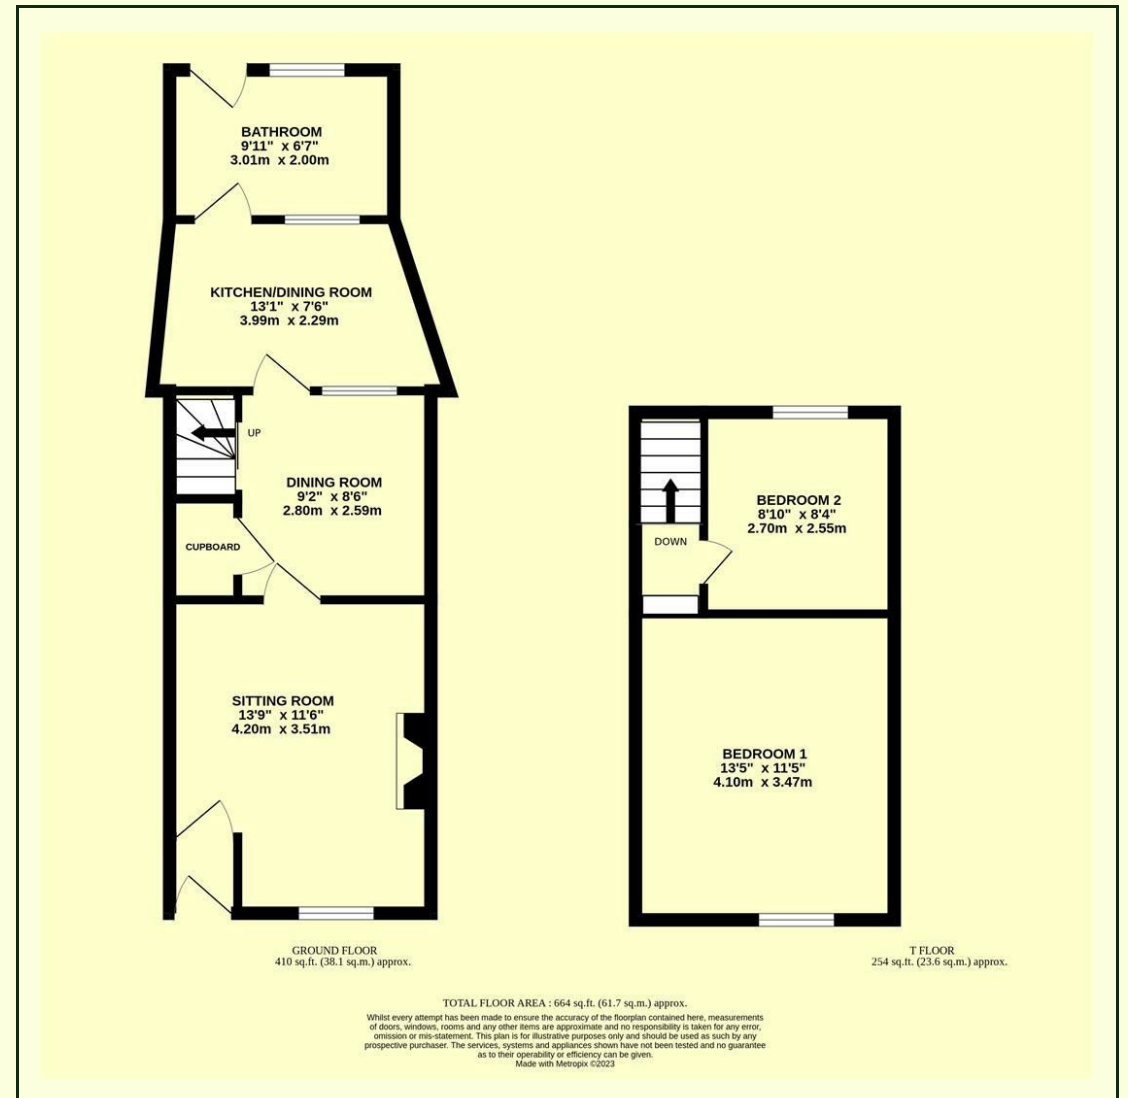 BATHROOM
9'11" x 6'7"
3.01m x 2.00m
KITCHEN/DINING ROOM
13'1" x 7'6"
3.99m x 2.29m
UP
DINING ROOM
9'2" x 8'6"
2.80m x 2.59m
CUPBOARD
SITTING ROOM
13'9" x 11'6"
4.20m x 3.51m
GROUND FLOOR
410 sq.ft. (38.1 sq.m.) approx.
BEDROOM 2
8'10" x 8'4"
2.70m x 2.55m
DOWN
BEDROOM 1
13'5" x 11'5"
4.10m x 3.47m
T FLOOR
254 sq.ft. (23.6 sq.m.) approx.
TOTAL FLOOR AREA : 664 sq.ft. (61.7 sq.m.) approx.
Whilst every attempt has been made to ensure the accuracy of the floorplan contained here, measurements
of doors, windows, rooms and any other items are approximate and no responsibility is taken for any error,
omission or mis-statement. This plan is for illustrative purposes only and should be used as such by any
prospective purchaser. The services, systems and appliances shown have not been tested and no guarantee
as to their operability or efficiency can be given.
Made with Metropix ©2023